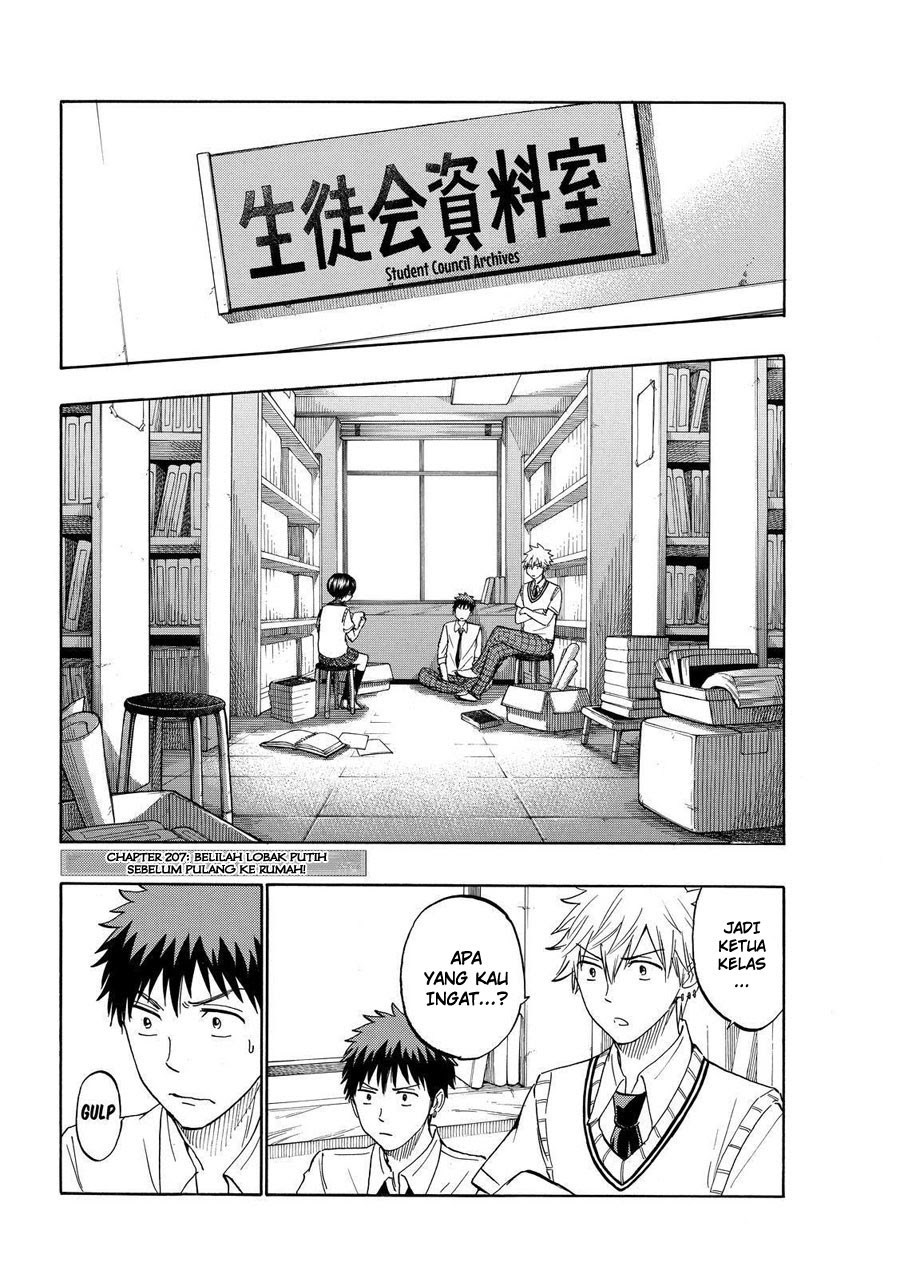 生徒会資料室
Student Council Archives
CHAPTER 207: BELILAH LOBAK PUTIH
SEBELUM PULANG KE RUMAH!
JADI
KETUA
KELAS
...
APA
YANG KAU
INGAT...?
GULP